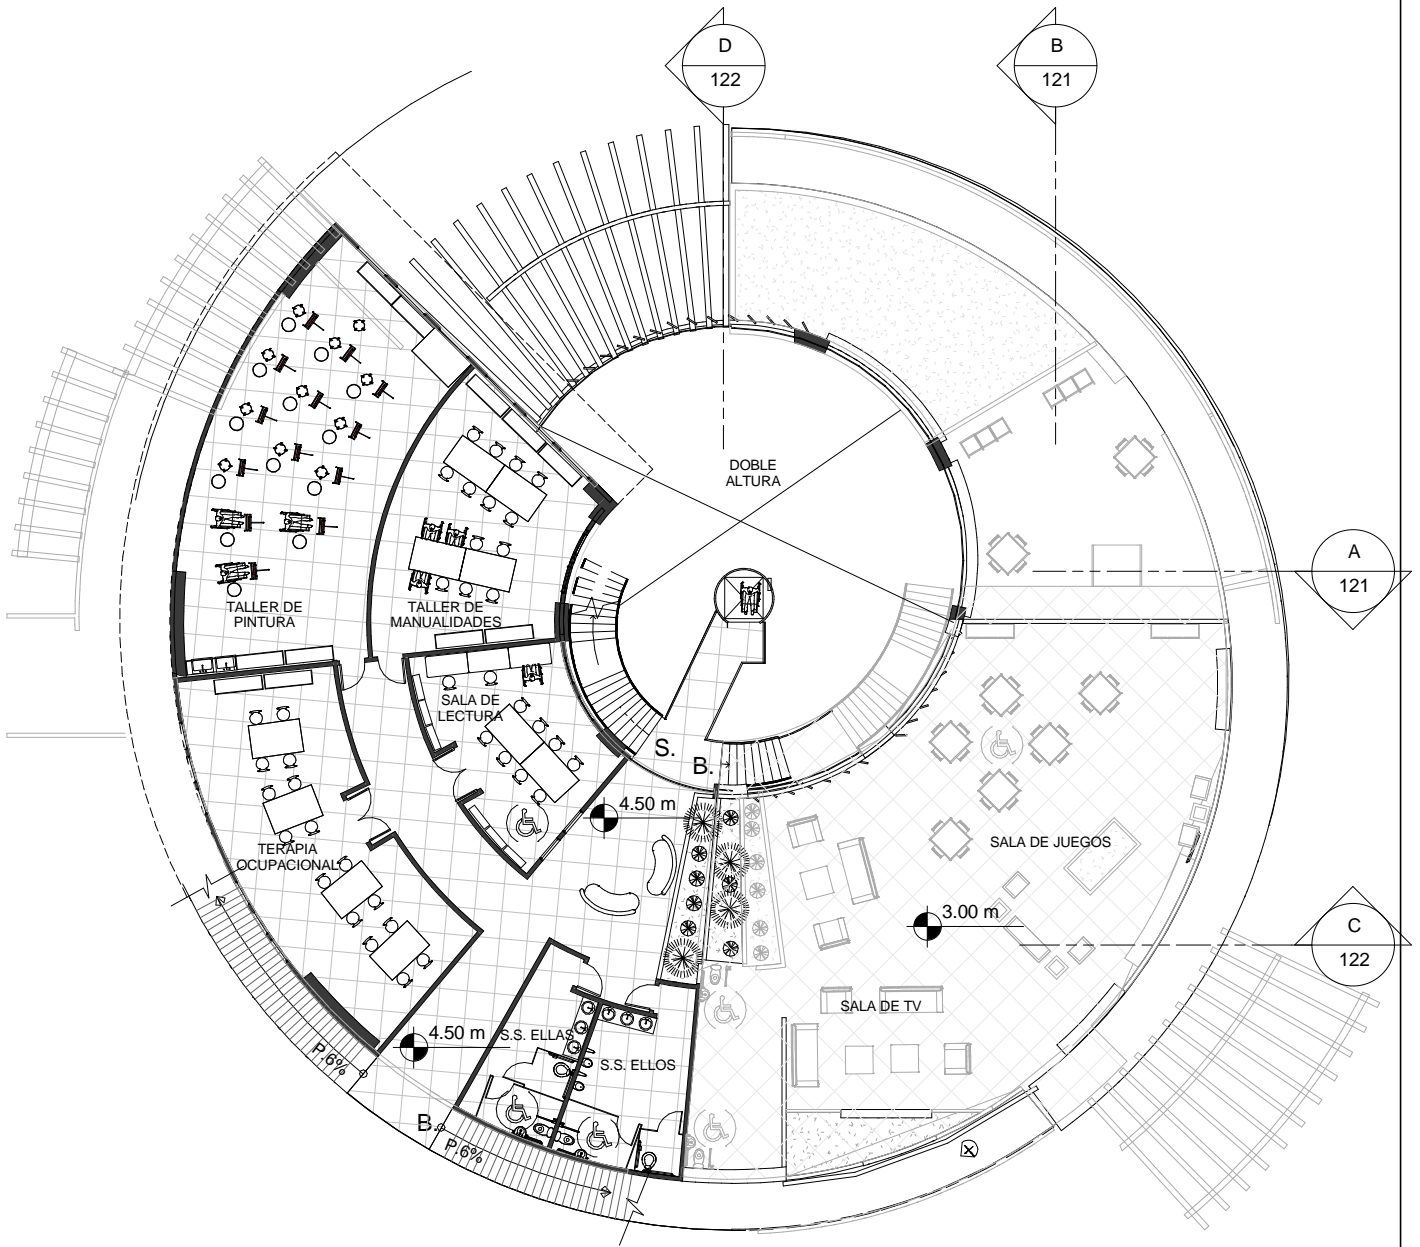 D
122
B
121
DOBLE
ALTURA
A
121
TALLER DE
PINTURA
TALLER DE
MANUALIDADES
SALA DE
LECTURA
S.
B.
4.50 m
TERAPIA
OCUPACIONAL
SALA DE JUEGOS
3.00 m
C
122
SALA DE TV
4.50 m
S.S. ELLAS
S.S. ELLOS
P.6%
B.
P.6%